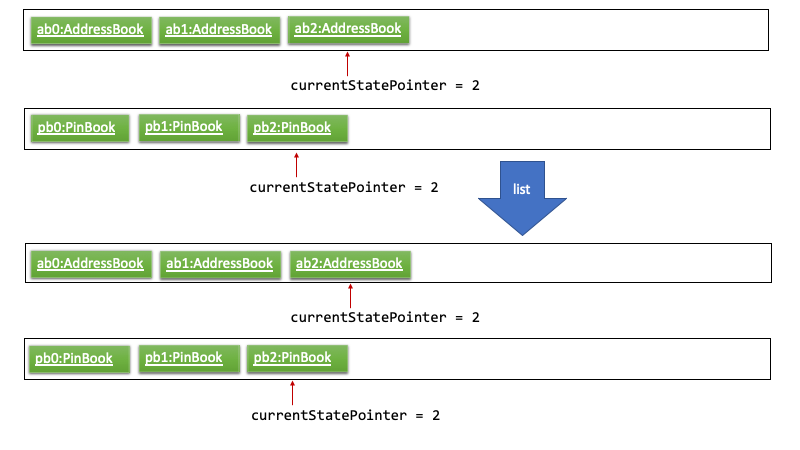 ab0:AddressBook ab1:AddressBook ab2:AddressBook
currentStatePointer = 2
pb0:PinBook pb1:PinBook pb2:PinBook
currentStatePointer = 2
list
ab0:AddressBook ab1:AddressBook ab2:AddressBook
currentStatePointer = 2
pb0:PinBook pb1:PinBook pb2:PinBook
currentStatePointer = 2